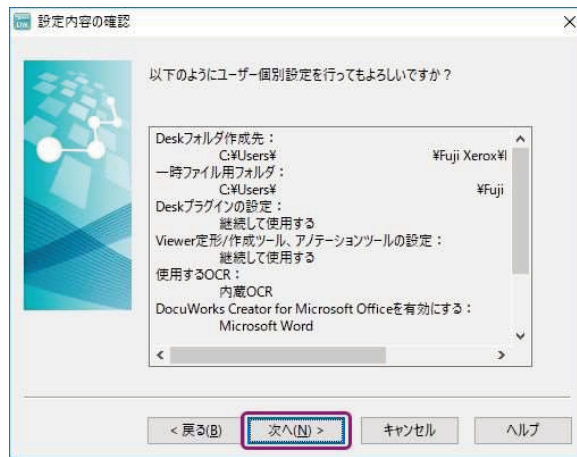 設定内容の確認
以下のようにユーザー個別設定を行ってもよろしいですか？
Deskフォルダ作成先：
C:¥Users¥ ¥Fuji Xerox¥
一時ファイル用フォルダ：
C:¥Users¥ ¥Fuji
Deskプラグインの設定：
継続して使用する
Viewer定形/作成ツール、アノテーションツールの設定：
継続して使用する
使用するOCR：
内蔵OCR
DocuWorks Creator for Microsoft Officeを有効にする：
Microsoft Word
< 戻る(B) 次へ(N) > キャンセル ヘルプ